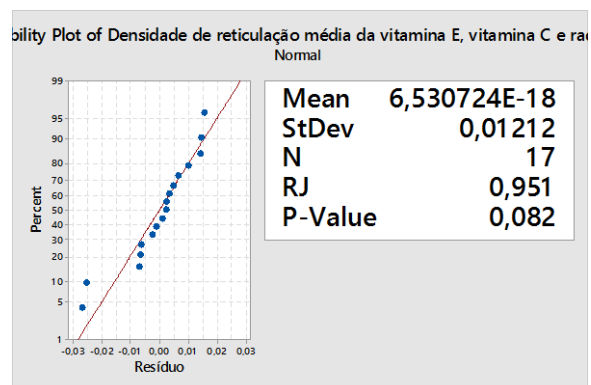 bility Plot of Densidade de reticulação média da vitamina E, vitamina C e
Normal
99
95
90
80
70
60
50
40
30
20
10
5
1
Percent
-0,03 -0,02 -0,01 0,00 0,01 0,02 0,03
Resíduo
Mean 6,530724E-18
StDev 0,01212
N 17
RJ 0,951
P-Value 0,082